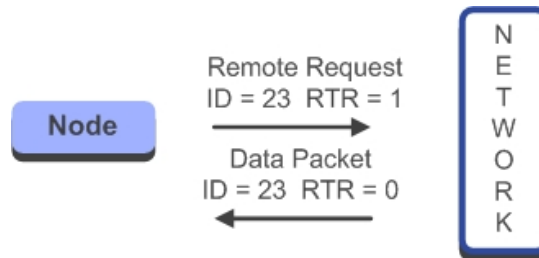 Node
Remote Request
ID = 23 RTR = 1
Data Packet
ID = 23 RTR = 0
N
E
T
W
O
R
K